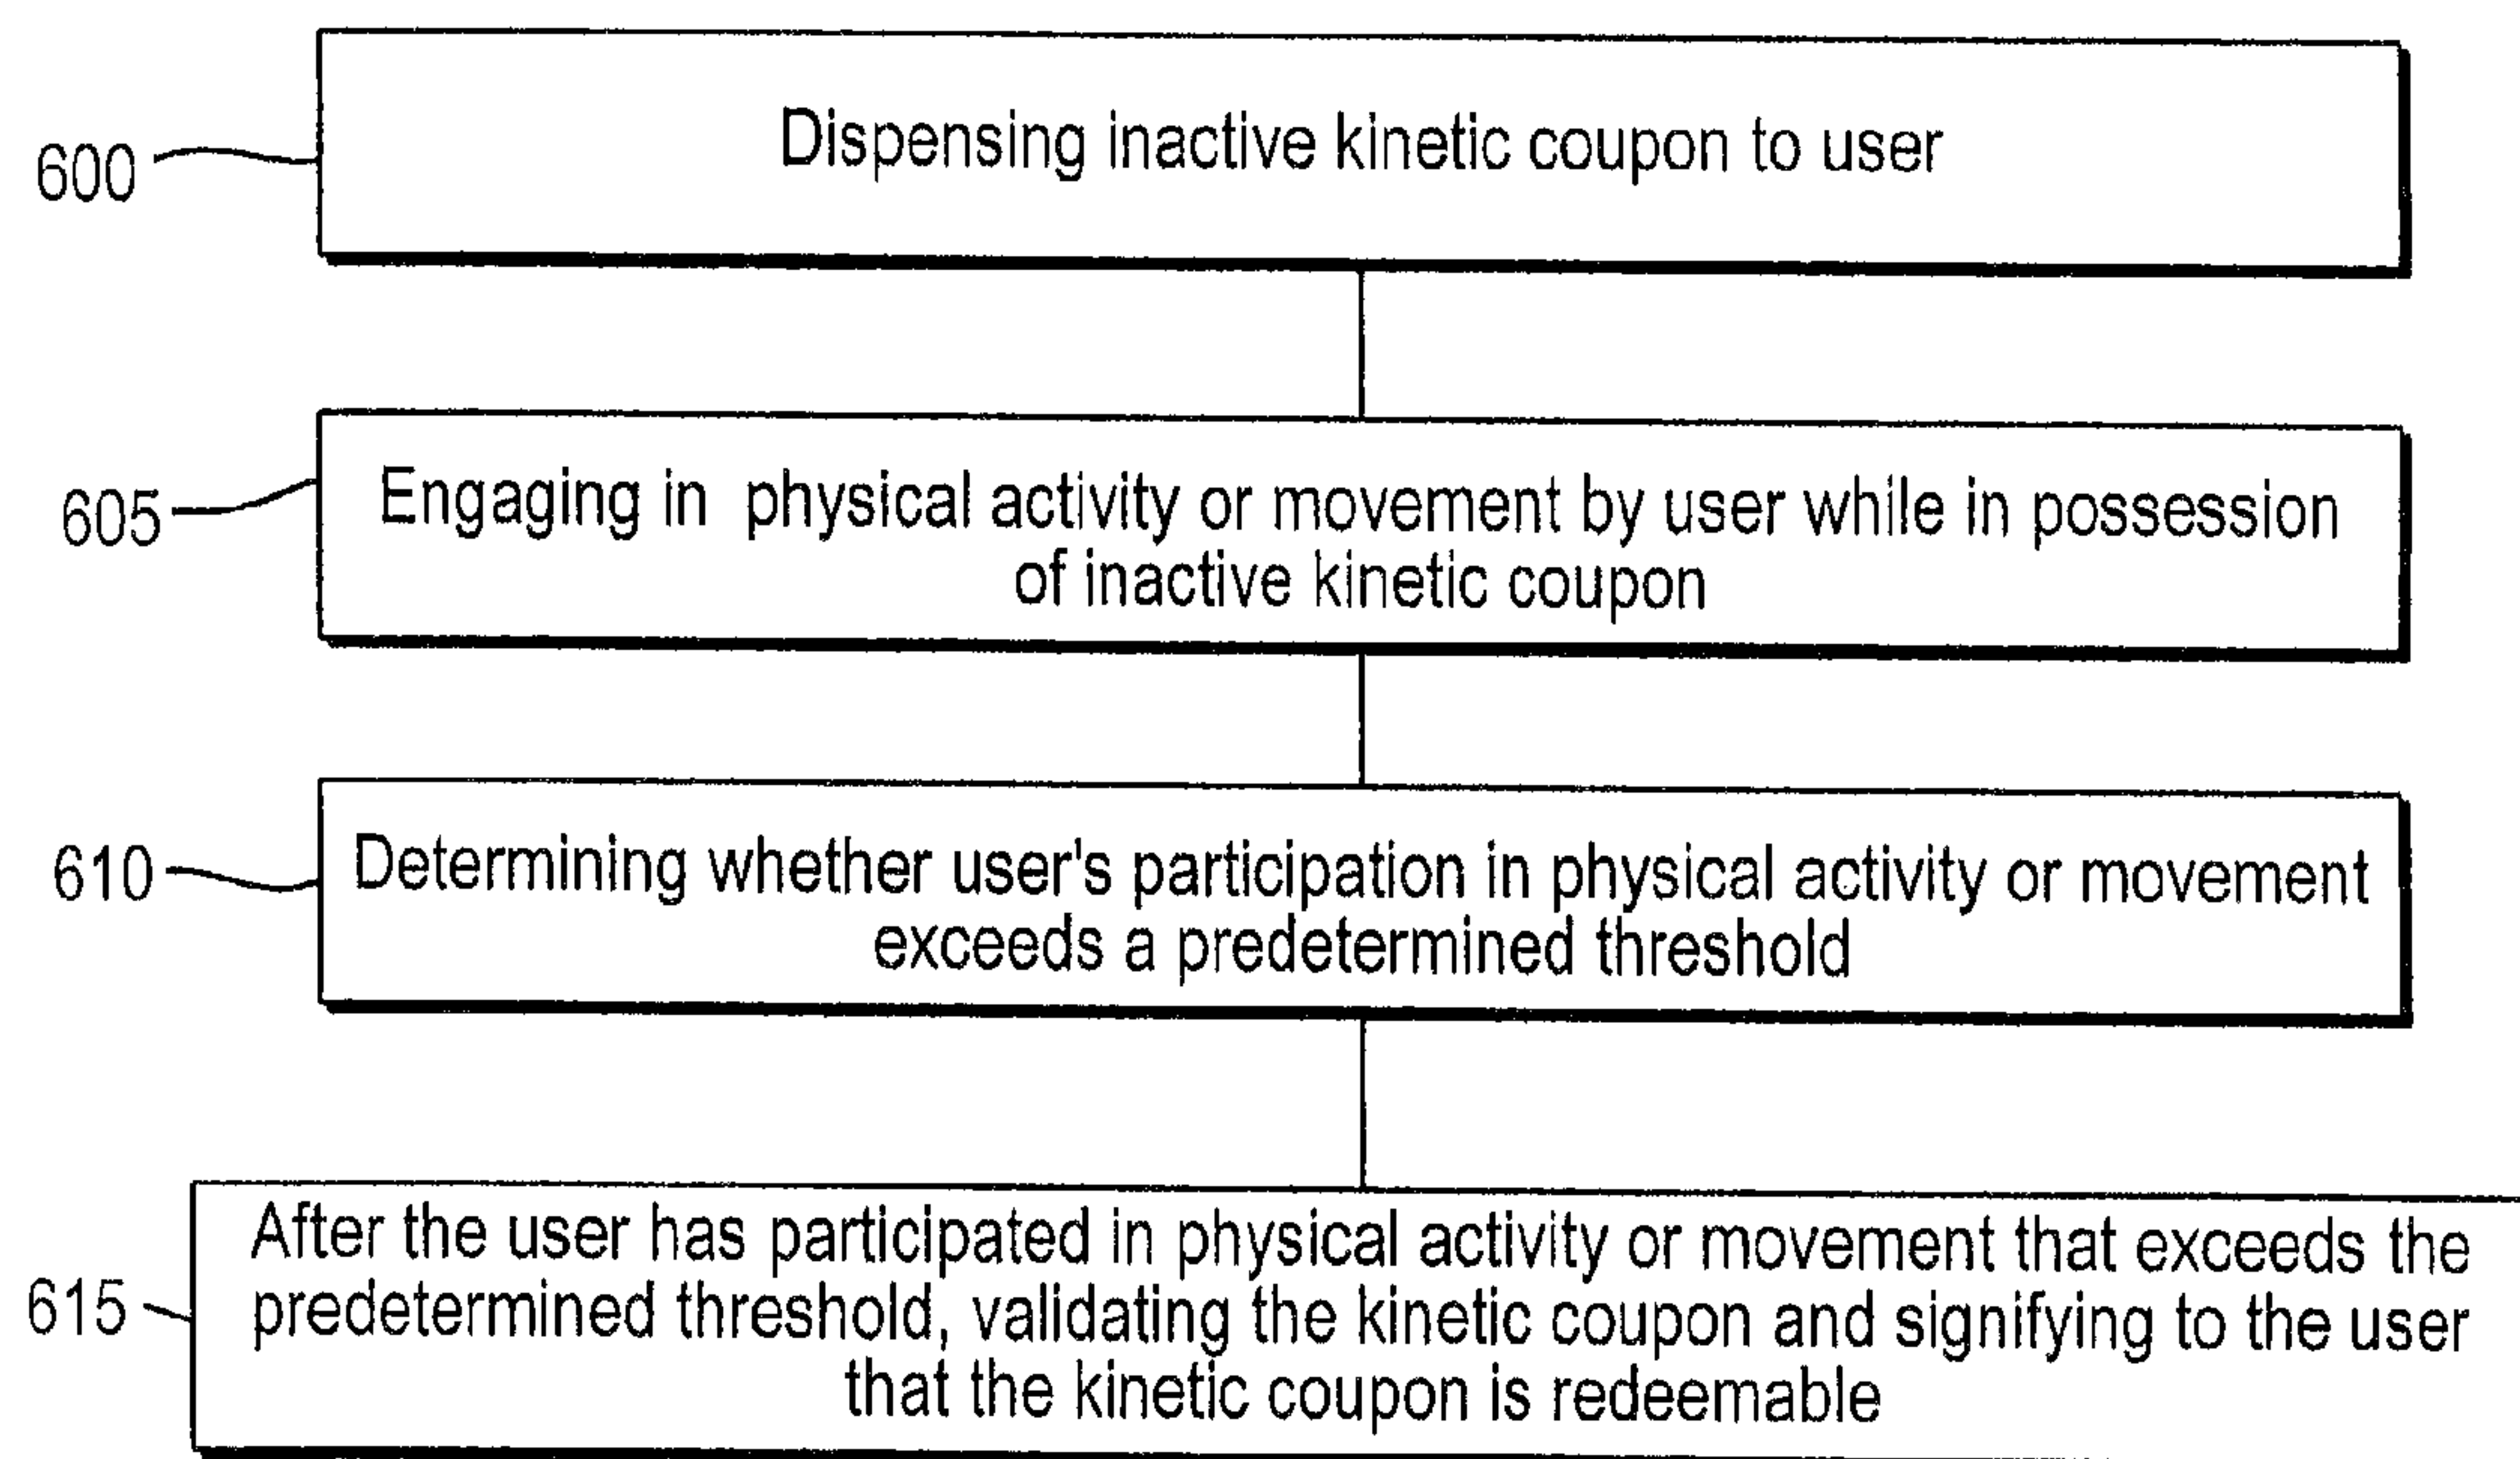 Dispensing inactive kinetic coupon to user
600
Engaging in physical activity or movement by user while in possession
of inactive kinetic coupon
605
Determining whether user's participation in physical activity or movement
exceeds a predetermined threshold
610
After the user has participated in physical activity or movement that exceeds the
predetermined threshold, validating the kinetic coupon and signifying to the user
that the kinetic coupon is redeemable
615